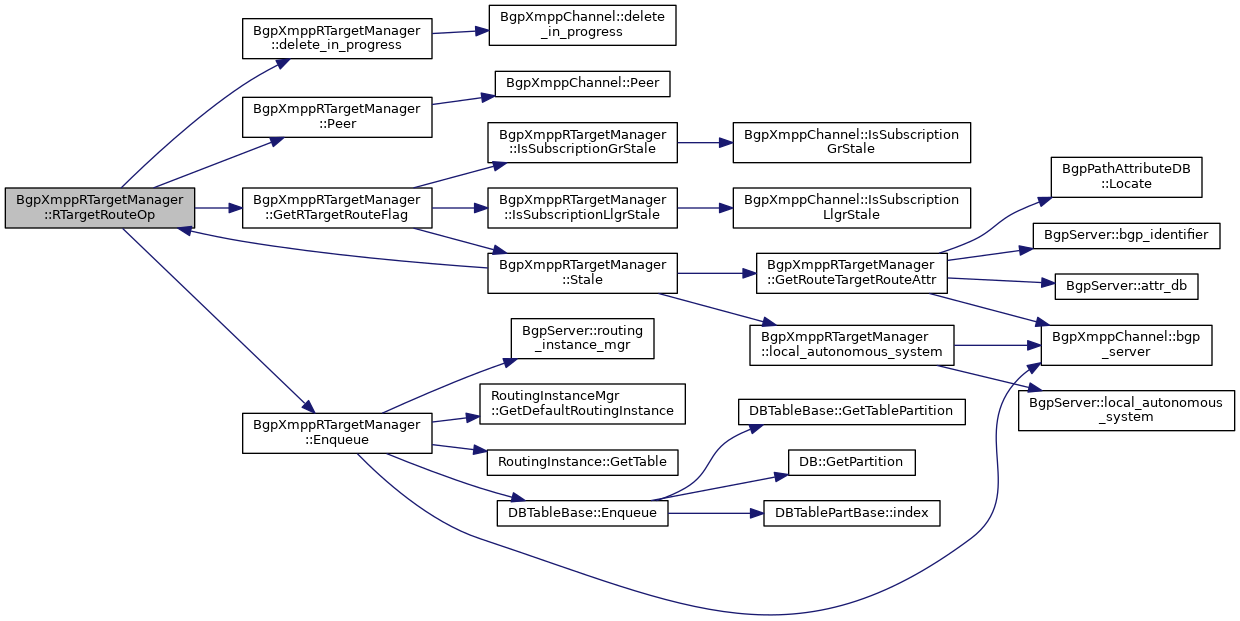 BgpXmppRTargetManager
::RTargetRouteOp
BgpXmppRTargetManager
::delete_in_progress
BgpXmppChannel::delete
_in_progress
BgpXmppRTargetManager
::Peer
BgpXmppChannel::Peer
BgpXmppRTargetManager
::GetRTargetRouteFlag
BgpXmppRTargetManager
::IsSubscriptionGrStale
BgpXmppChannel::IsSubscription
GrStale
BgpXmppRTargetManager
::IsSubscriptionLlgrStale
BgpXmppChannel::IsSubscription
LlgrStale
BgpXmppRTargetManager
::Stale
BgpXmppRTargetManager
::GetRouteTargetRouteAttr
BgpPathAttributeDB
::Locate
BgpServer::bgp_identifier
BgpServer::attr_db
BgpXmppChannel::bgp
_server
BgpXmppRTargetManager
::local_autonomous_system
BgpServer::local_autonomous
_system
BgpXmppRTargetManager
::Enqueue
BgpServer::routing
_instance_mgr
RoutingInstanceMgr
::GetDefaultRoutingInstance
RoutingInstance::GetTable
DBTableBase::Enqueue
DBTableBase::GetTablePartition
DB::GetPartition
DBTablePartBase::index